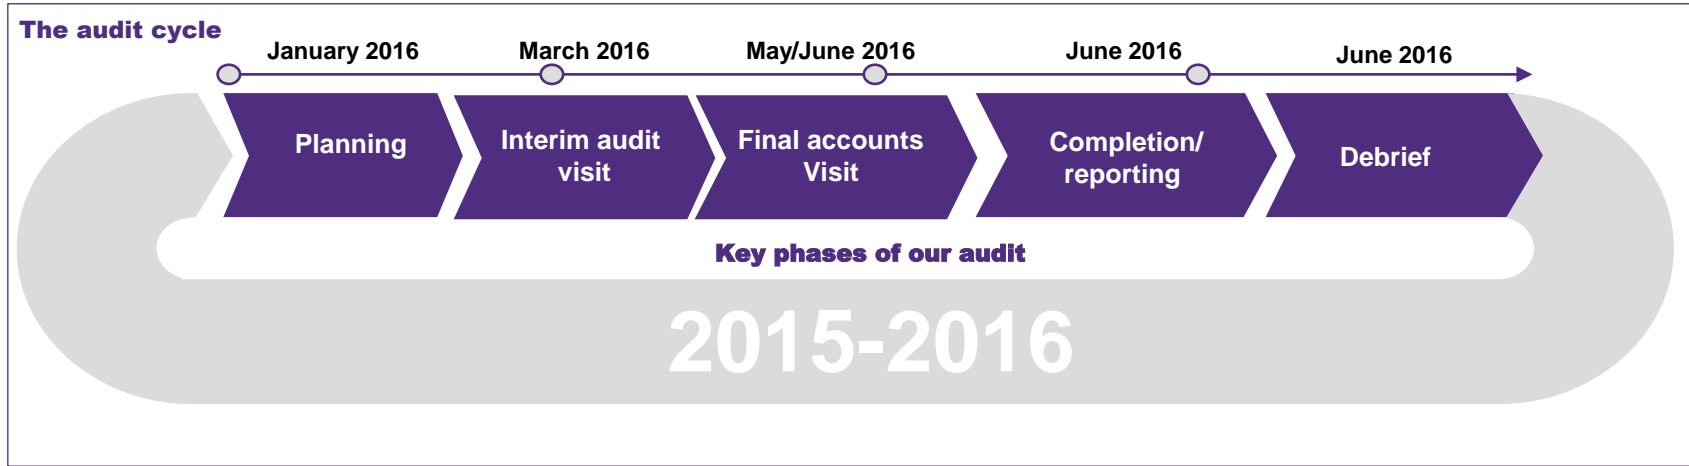 The audit cycle
January 2016
March 2016
May/June 2016
June 2016
June 2016
Planning
Interim audit
visit
Final accounts
Visit
Completion/
reporting
Debrief
Key phases of our audit
2015-2016